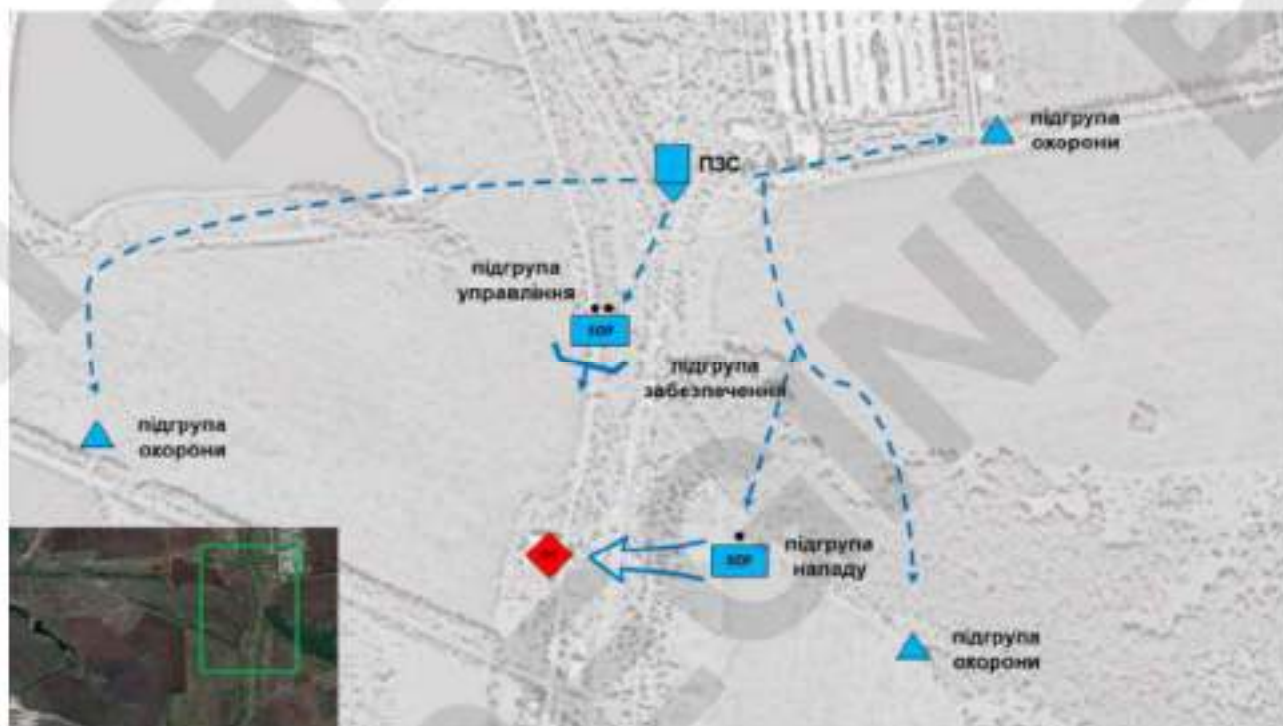 підгрупа
охорони
ПЗС
підгрупа
управління
SOF
підгрупа
забезпечення
підгрупа
охорони
SOF
підгрупа
нападу
підгрупа
охорони